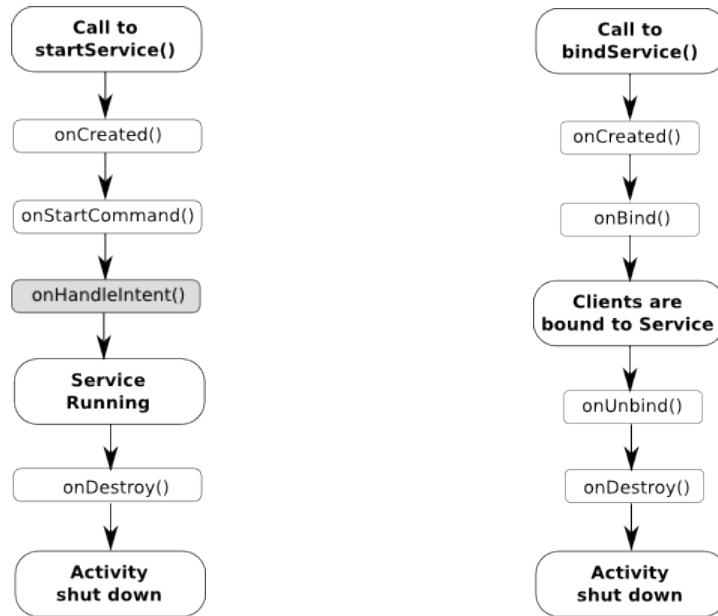 Call to
startService()
onCreated()
onStartCommand()
onHandleIntent()
Service
Running
onDestroy()
Activity
shut down
Call to
bindService()
onCreated()
onBind()
Clients are
bound to Service
onUnbind()
onDestroy()
Activity
shut down